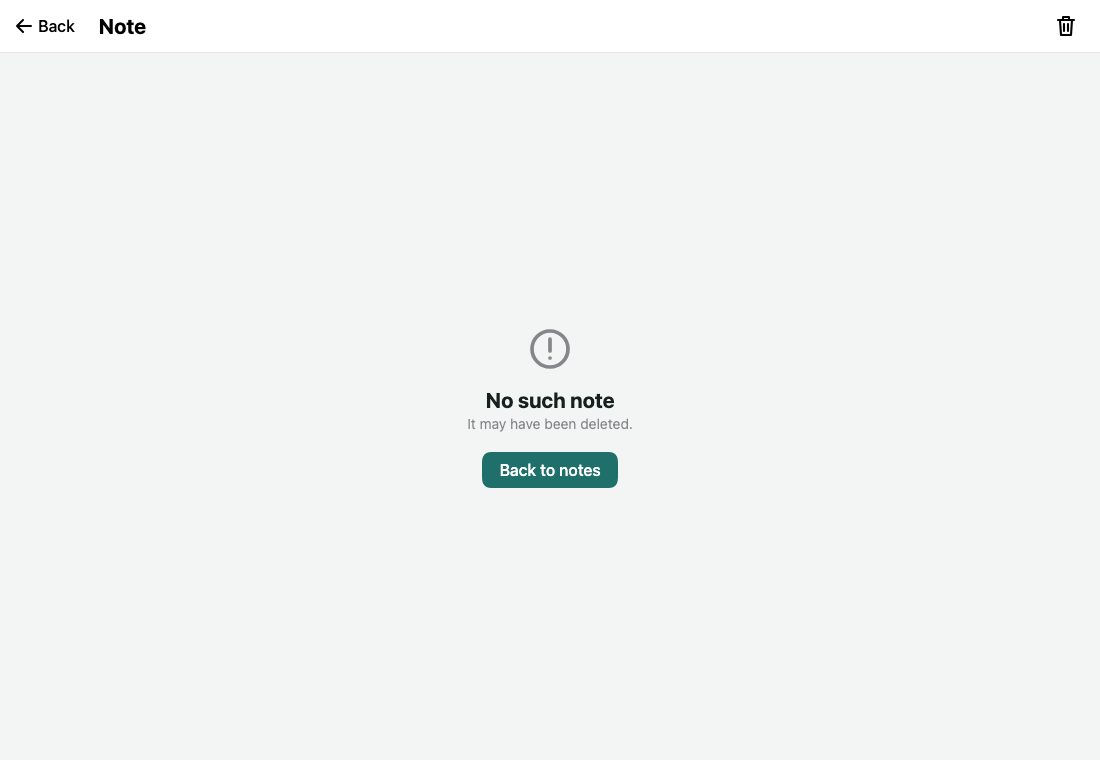 Back
Note
No such note
It may have been deleted.
Back to notes